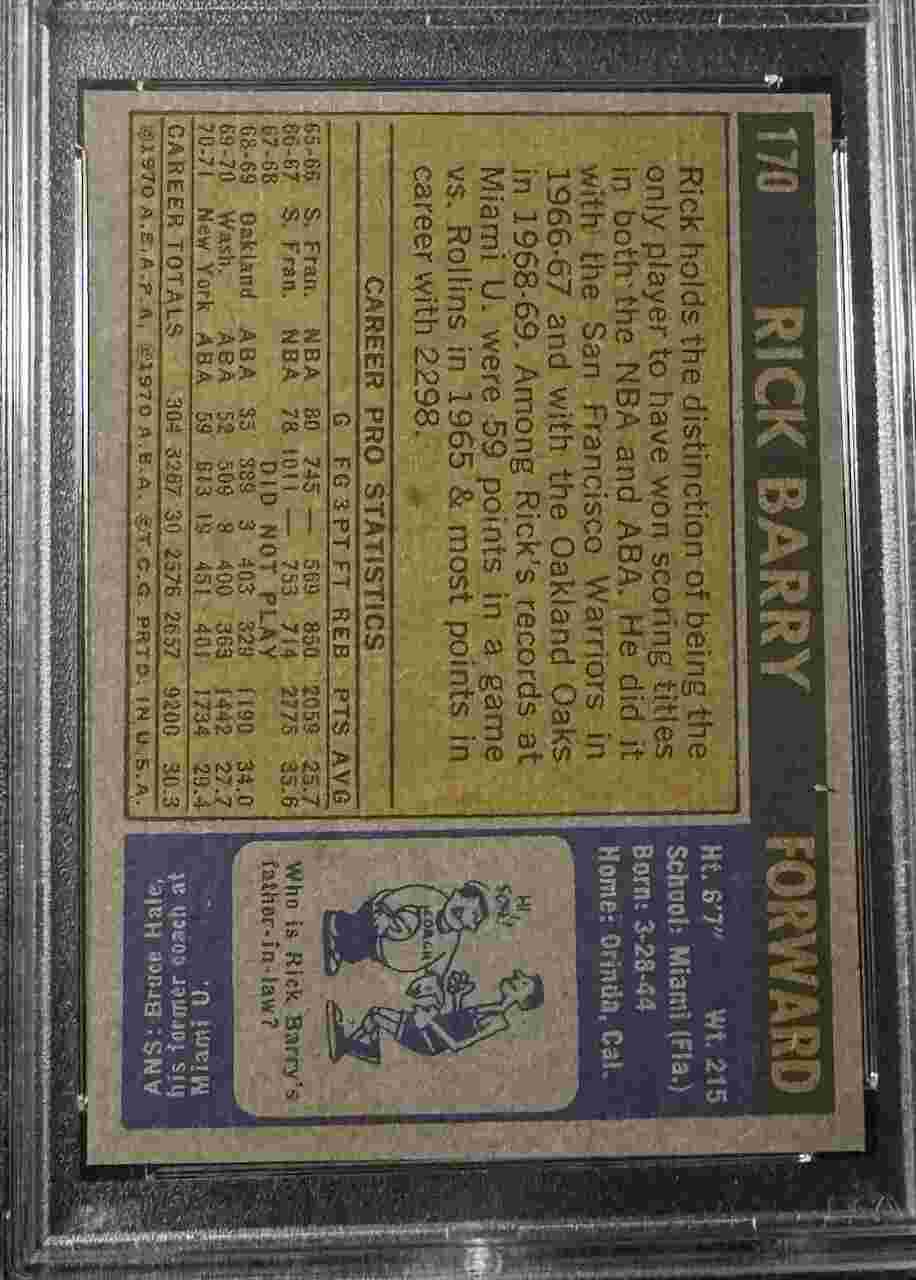 170 RICK BARRY FORWARD
Rick holds the distinction of being the
only player to have won scoring titles
in both the NBA and ABA. He did it
with the San Francisco Warriors in
1966-67 and with the Oakland Oaks
in 1968-69. Among Rick's records at
Miami U. were 59 points in a game
vs. Rollins in 1965 & most points in
career with 2298.
CAREER PRO STATISTICS
G FG 3PT FT REB PTS AVG
65-66 S. Fran. NBA 80 745 — 569 850 2059 25.7
66-67 S. Fran. NBA 78 1011 — 753 714 2775 35.6
67-68 DID NOT PLAY
68-69 Oakland ABA 35 389 3 403 329 1190 34.0
69-70 Wash. ABA 52 509 8 400 363 1442 27.7
70-71 New York ABA 59 613 19 451 401 1734 29.4
CAREER TOTALS 304 3267 30 2576 2657 9200 30.3
©1970 A.B.A.P.A. ©1970 A.B.A. ©T.C.G. PRTD. IN U.S.A.
Ht. 6'7" Wt. 215
School: Miami (Fla.)
Born: 3-28-44
Home: Orinda, Cal.
HI
SON!
COACH
Who is Rick Barry's
father-in-law?
ANS: Bruce Hale,
his former coach at
Miami U.